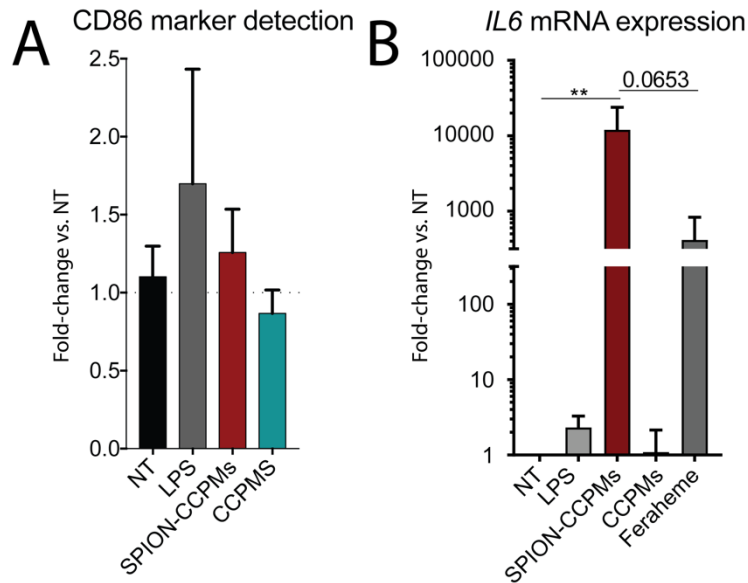 A
CD86 marker detection
Fold-change vs. NT
2.5
2.0
1.5
1.0
0.5
0.0
NT
LPS
SPION-CCPMs
CCPMS
B
IL6 mRNA expression
Fold-change vs. NT
100000
10000
1000
100
10
1
**
0.0653
NT
LPS
SPION-CCPMs
CCPMs
Feraheme